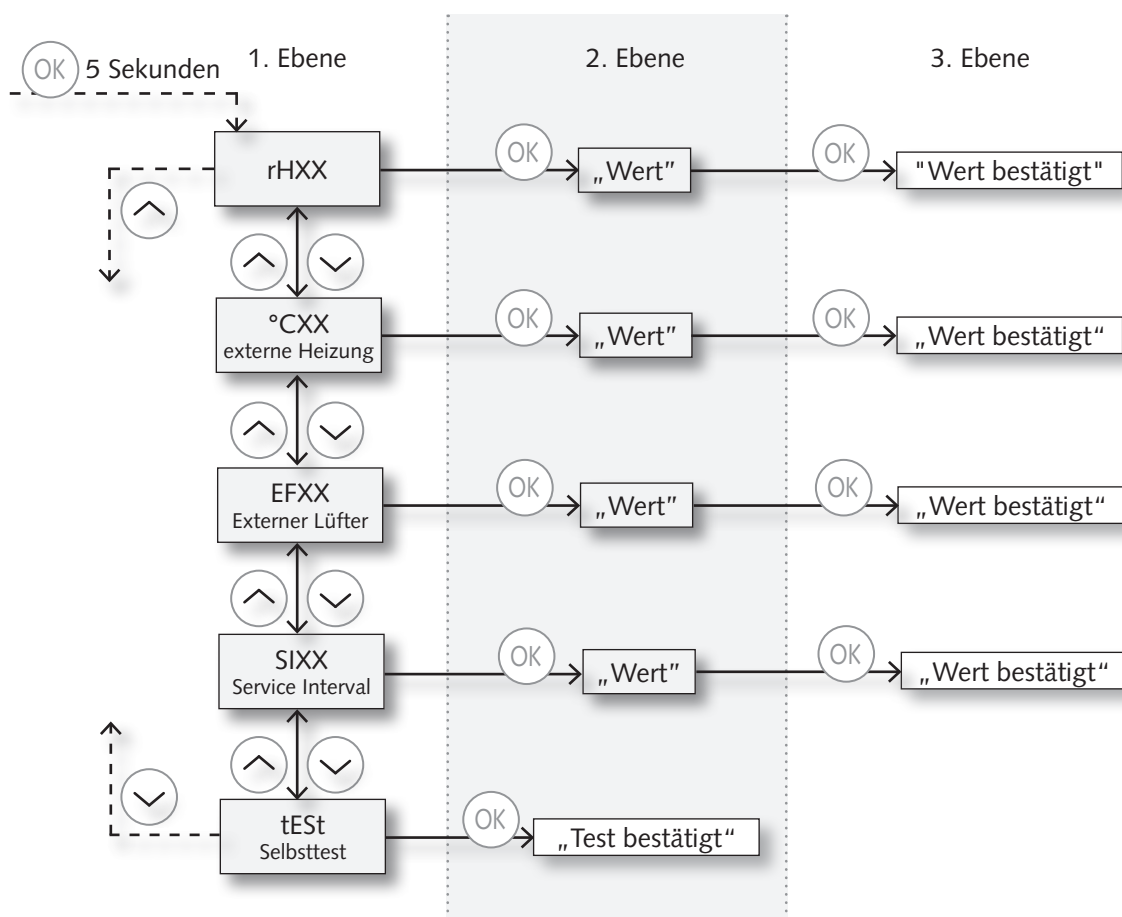 OK 5 Sekunden
1. Ebene
2. Ebene
3. Ebene
rHXX
OK
„Wert”
OK
"Wert bestätigt"
°CXX
externe Heizung
OK
„Wert”
OK
„Wert bestätigt“
EFXX
Externer Lüfter
OK
„Wert”
OK
„Wert bestätigt“
SIXX
Service Interval
OK
„Wert”
OK
„Wert bestätigt“
tESt
Selbsttest
OK
„Test bestätigt“